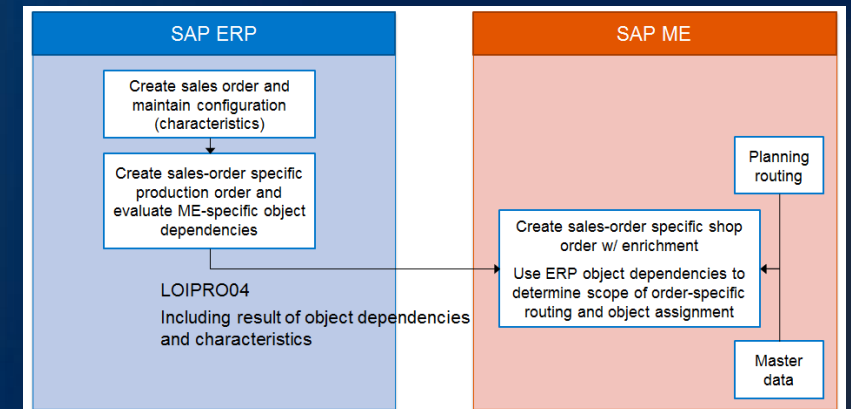 SAP ERP
SAP ME
Create sales order and
maintain configuration
(characteristics)
Create sales-order specific
production order and
evaluate ME-specific object
dependencies
LOIPRO04
Including result of object dependencies
and characteristics
Planning
routing
Create sales-order specific shop
order w/ enrichment
Use ERP object dependencies to
determine scope of order-specific
routing and object assignment
Master
data